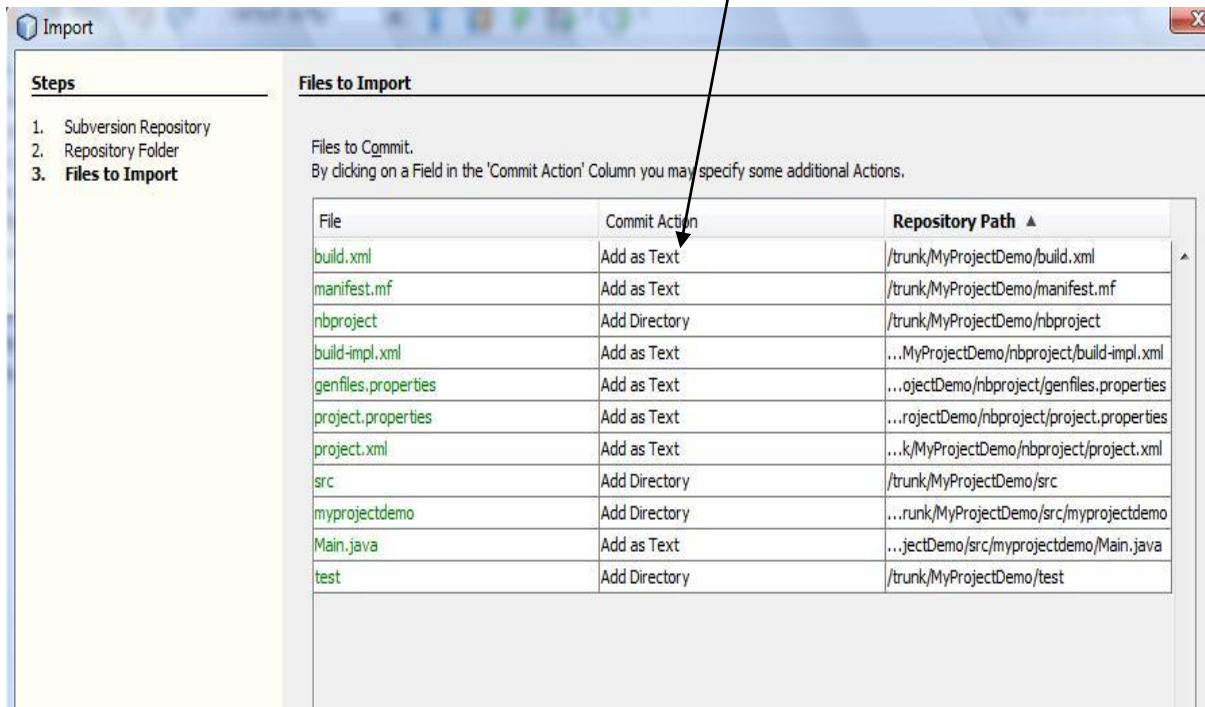 Import
X
Steps
Files to Import
1. Subversion Repository
2. Repository Folder
3. Files to Import
Files to Commit.
By clicking on a Field in the 'Commit Action' Column you may specify some additional Actions.
File Commit Action Repository Path ▲
build.xml Add as Text /trunk/MyProjectDemo/build.xml
manifest.mf Add as Text /trunk/MyProjectDemo/manifest.mf
nbproject Add Directory /trunk/MyProjectDemo/nbproject
build-impl.xml Add as Text ...MyProjectDemo/nbproject/build-impl.xml
genfiles.properties Add as Text ...ojectDemo/nbproject/genfiles.properties
project.properties Add as Text ...rojectDemo/nbproject/project.properties
project.xml Add as Text ...k/MyProjectDemo/nbproject/project.xml
src Add Directory /trunk/MyProjectDemo/src
myprojectdemo Add Directory ...runk/MyProjectDemo/src/myprojectdemo
Main.java Add as Text ...jectDemo/src/myprojectdemo/Main.java
test Add Directory /trunk/MyProjectDemo/test